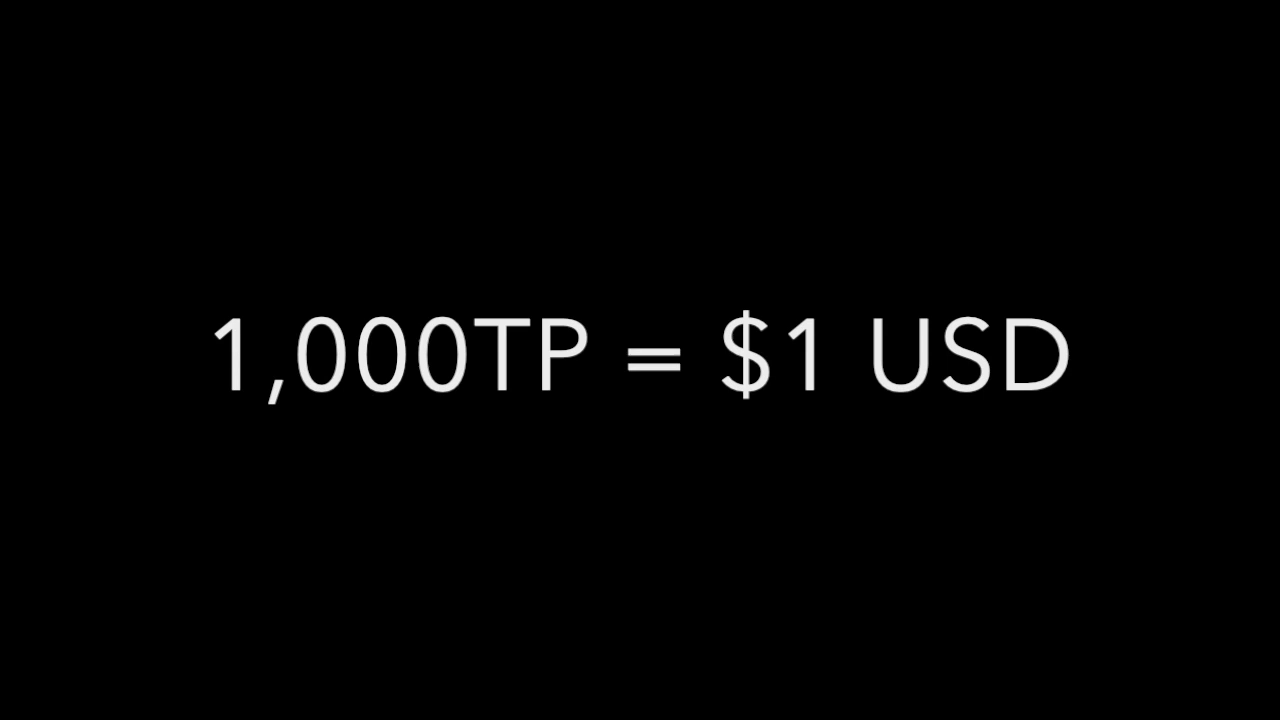 1,000TP = $1 USD